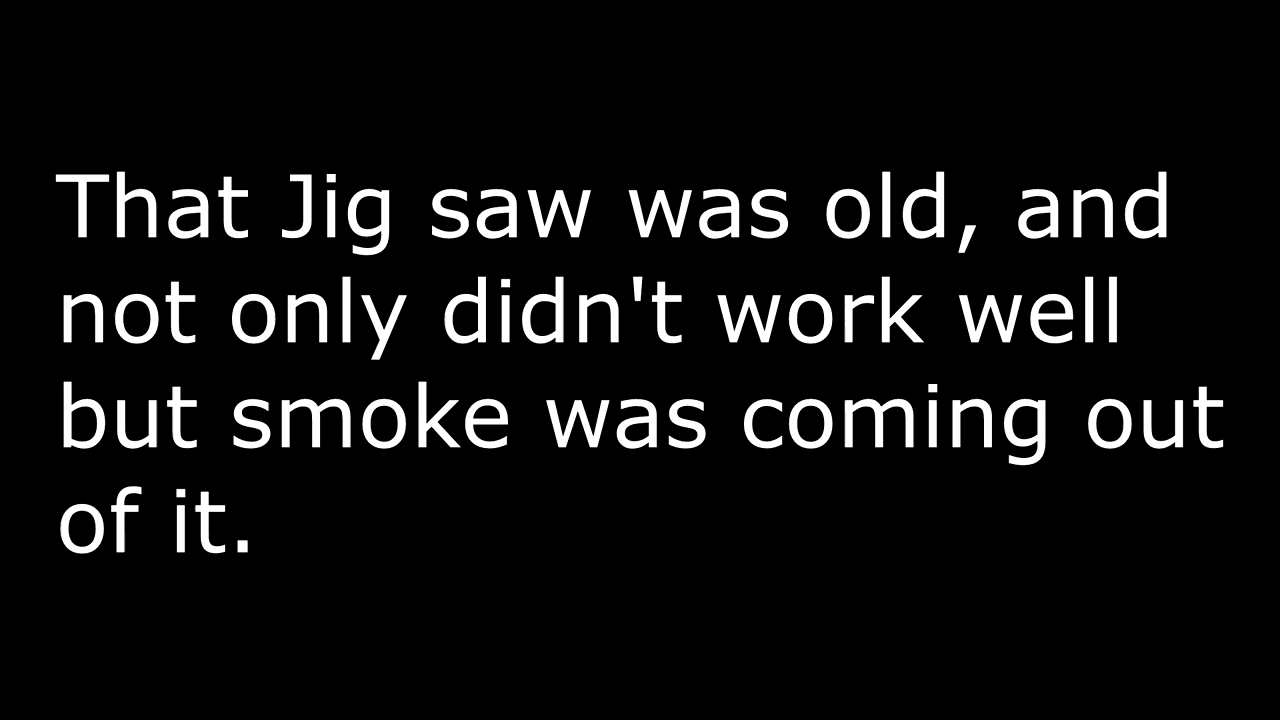 That Jig saw was old, and
not only didn't work well
but smoke was coming out
of it.